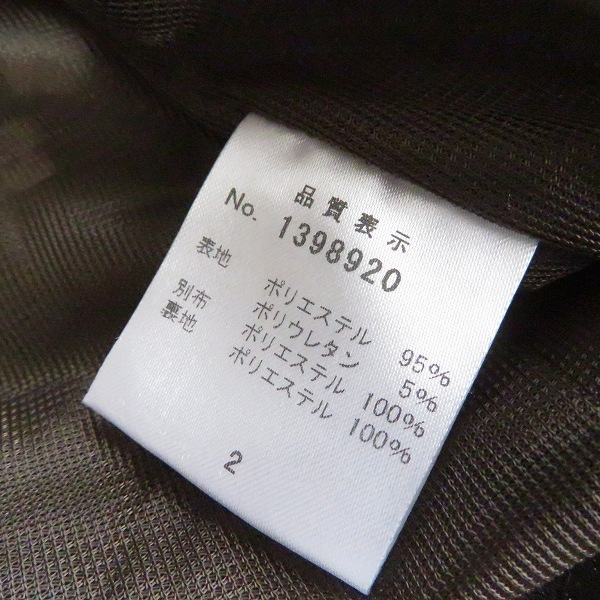 品質表示
No. 1398920
表地 ポリエステル 95%
ポリウレタン 5%
別布 ポリエステル 100%
裏地 ポリエステル 100%
2